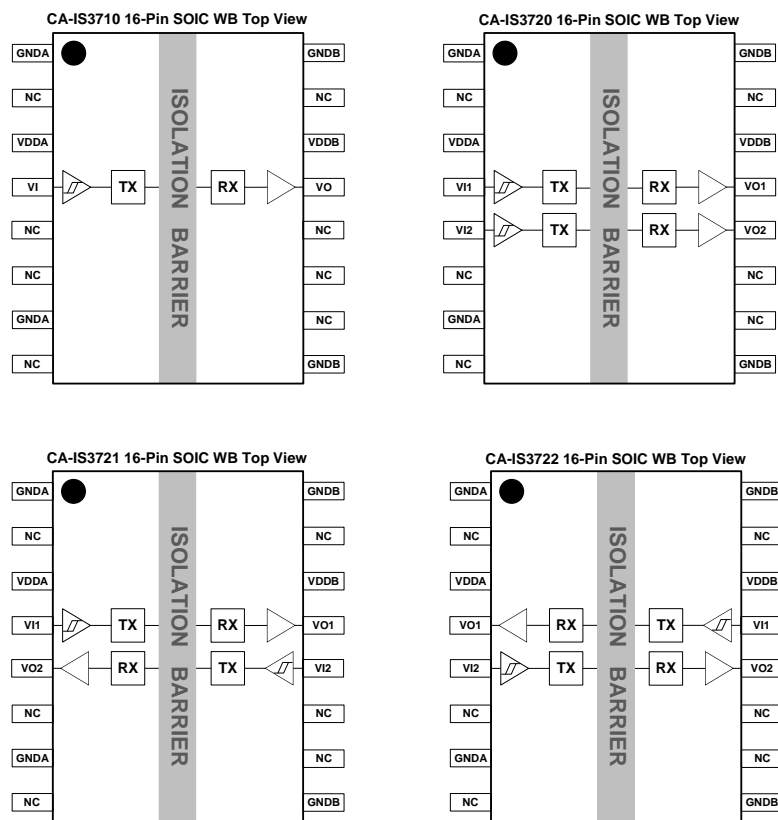 CA-IS3710 16-Pin SOIC WB Top View
GNDA
GNDB
NC
NC
VDDA
VDDB
VI
TX
RX
VO
NC
NC
NC
NC
GNDA
NC
NC
GNDB
ISOLATION BARRIER
CA-IS3720 16-Pin SOIC WB Top View
GNDA
GNDB
NC
NC
VDDA
VDDB
VI1
TX
RX
VO1
VI2
TX
RX
VO2
NC
NC
GNDA
NC
NC
GNDB
ISOLATION BARRIER
CA-IS3721 16-Pin SOIC WB Top View
GNDA
GNDB
NC
NC
VDDA
VDDB
VI1
TX
RX
VO1
VO2
RX
TX
VI2
NC
NC
GNDA
NC
NC
GNDB
ISOLATION BARRIER
CA-IS3722 16-Pin SOIC WB Top View
GNDA
GNDB
NC
NC
VDDA
VDDB
VO1
RX
TX
VI1
VI2
TX
RX
VO2
NC
NC
GNDA
NC
NC
GNDB
ISOLATION BARRIER